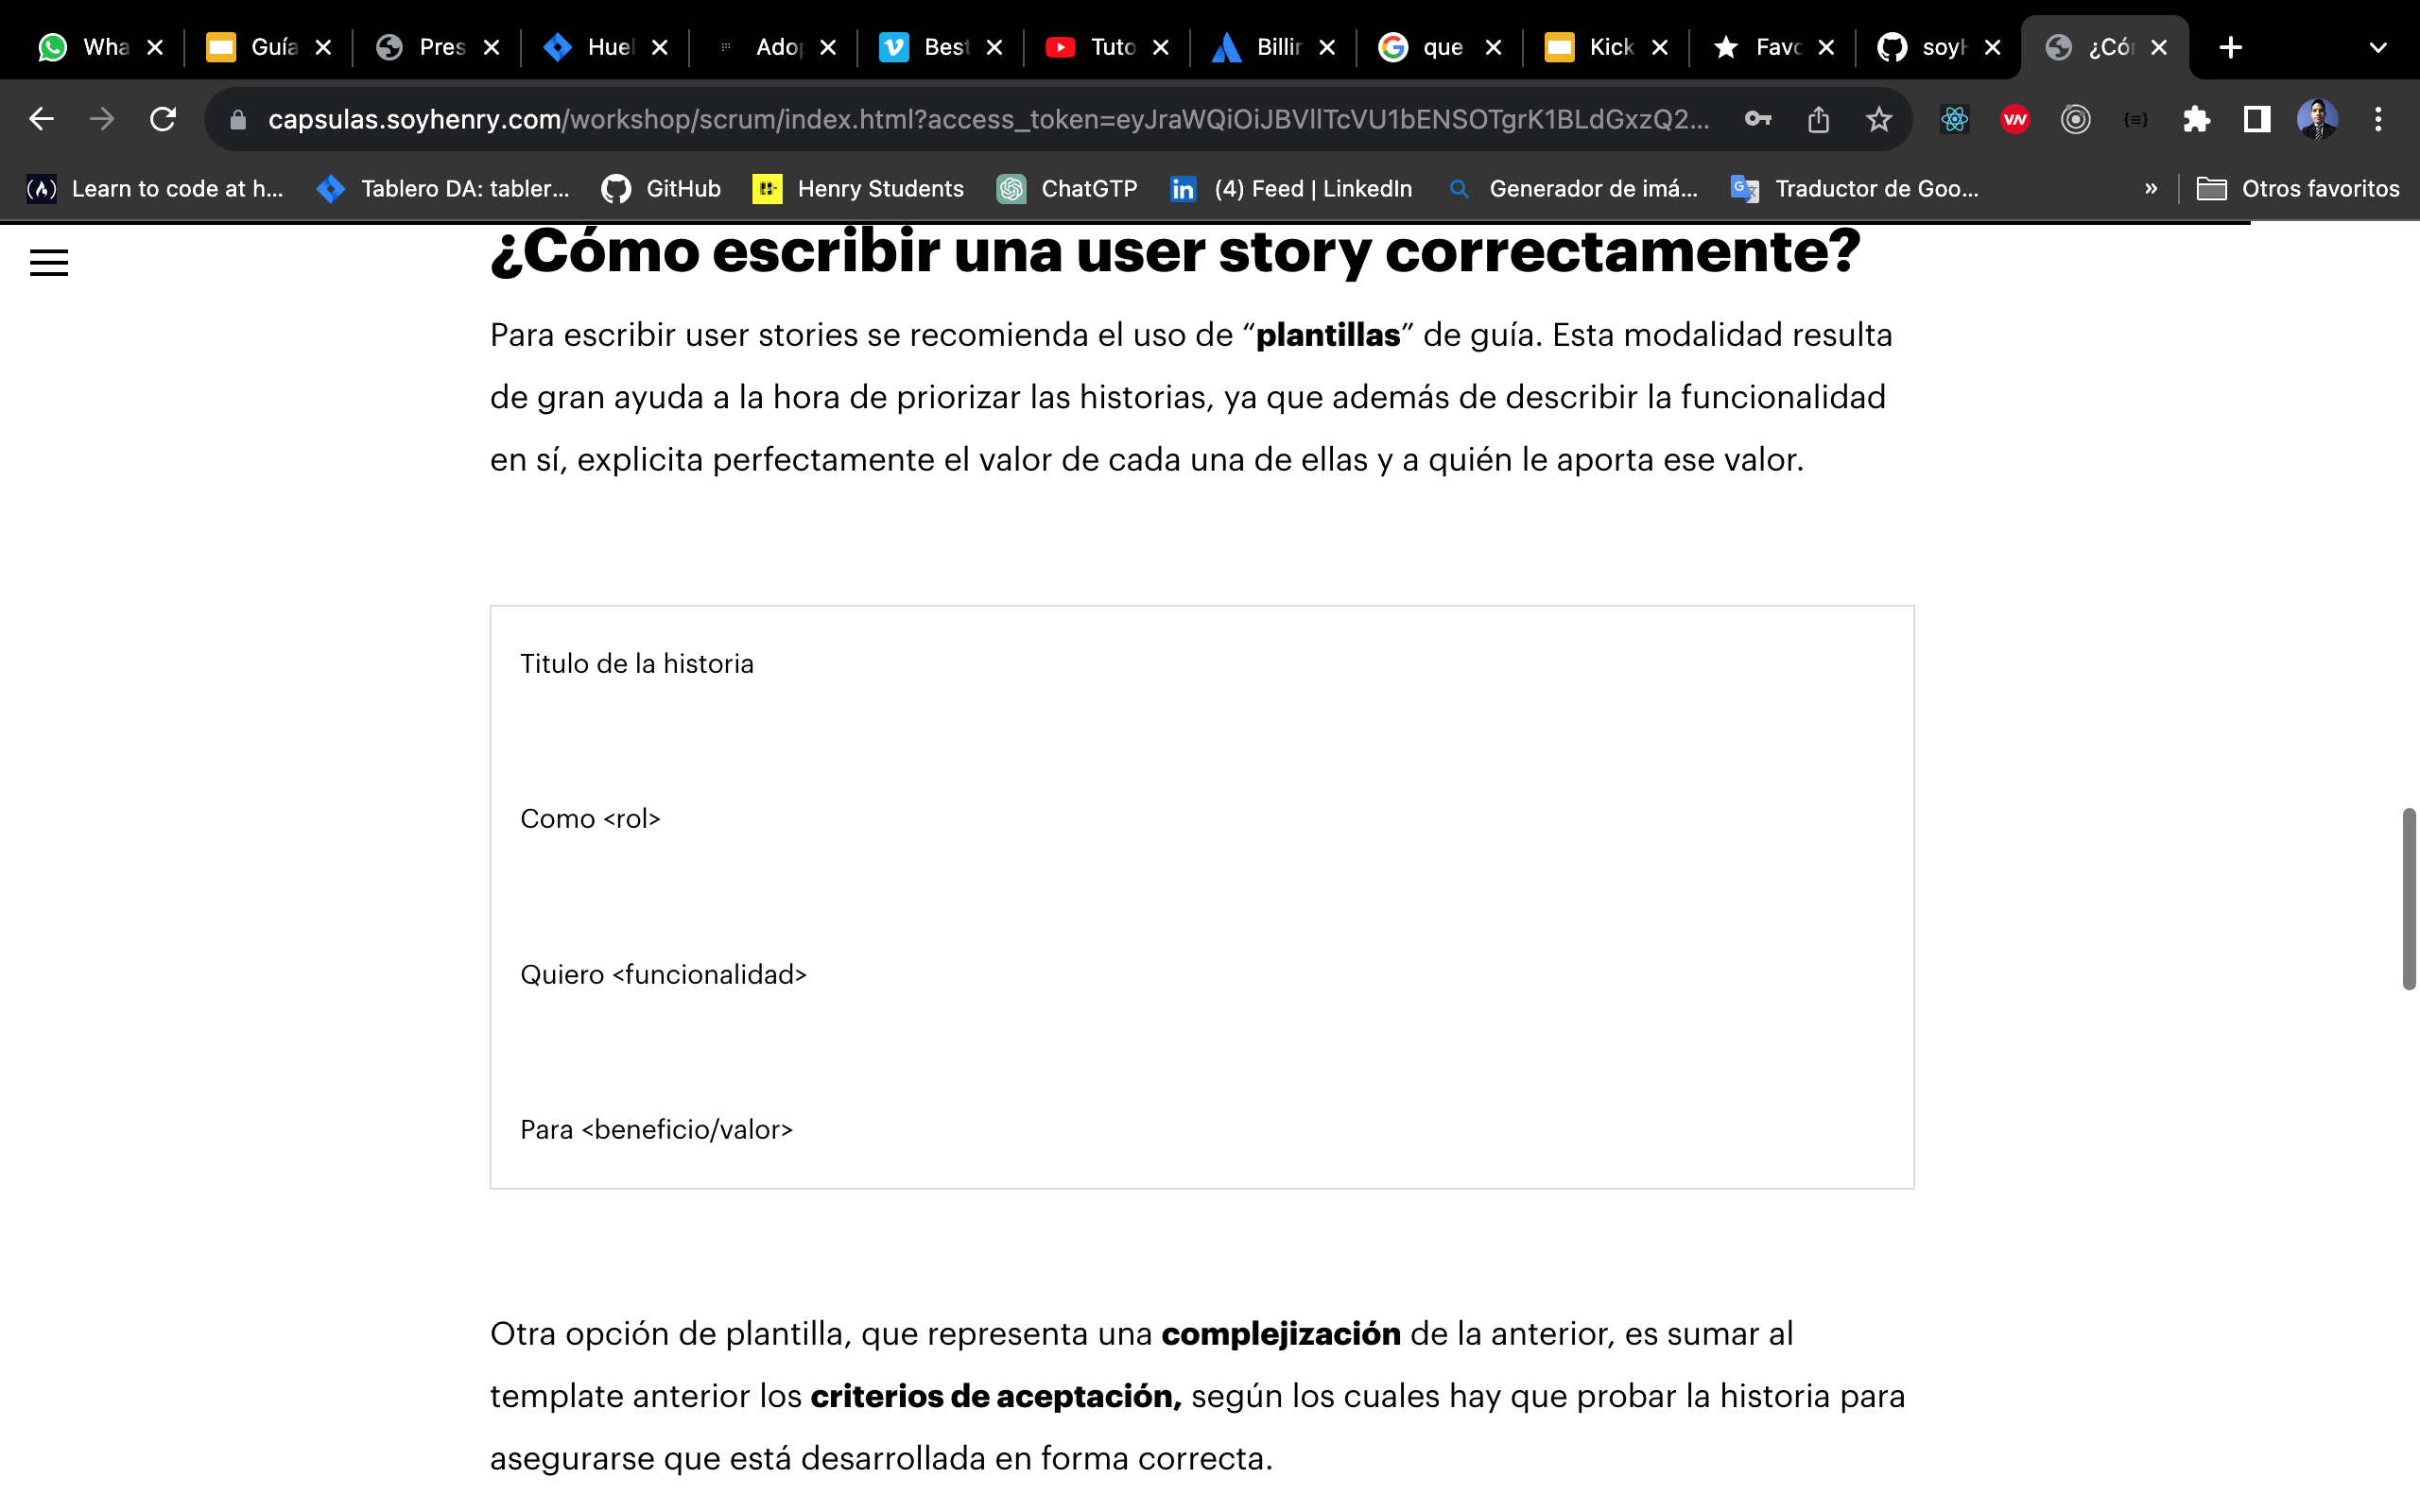 Wha
Guía
Pres
Huel
Adop
Best
Tuto
Billin
que
Kick
Favo
soyH
¿Cóm
capsulas.soyhenry.com/workshop/scrum/index.html?access_token=eyJraWQiOiJBVllTcVU1bENSOTgrK1BLdGxzQ2...
Learn to code at h...
Tablero DA: tabler...
GitHub
Henry Students
ChatGTP
(4) Feed | LinkedIn
Generador de imá...
Traductor de Goo...
»
Otros favoritos
¿Cómo escribir una user story correctamente?
Para escribir user stories se recomienda el uso de “plantillas” de guía. Esta modalidad resulta
de gran ayuda a la hora de priorizar las historias, ya que además de describir la funcionalidad
en sí, explicita perfectamente el valor de cada una de ellas y a quién le aporta ese valor.
Titulo de la historia
Como <rol>
Quiero <funcionalidad>
Para <beneficio/valor>
Otra opción de plantilla, que representa una complejización de la anterior, es sumar al
template anterior los criterios de aceptación, según los cuales hay que probar la historia para
asegurarse que está desarrollada en forma correcta.